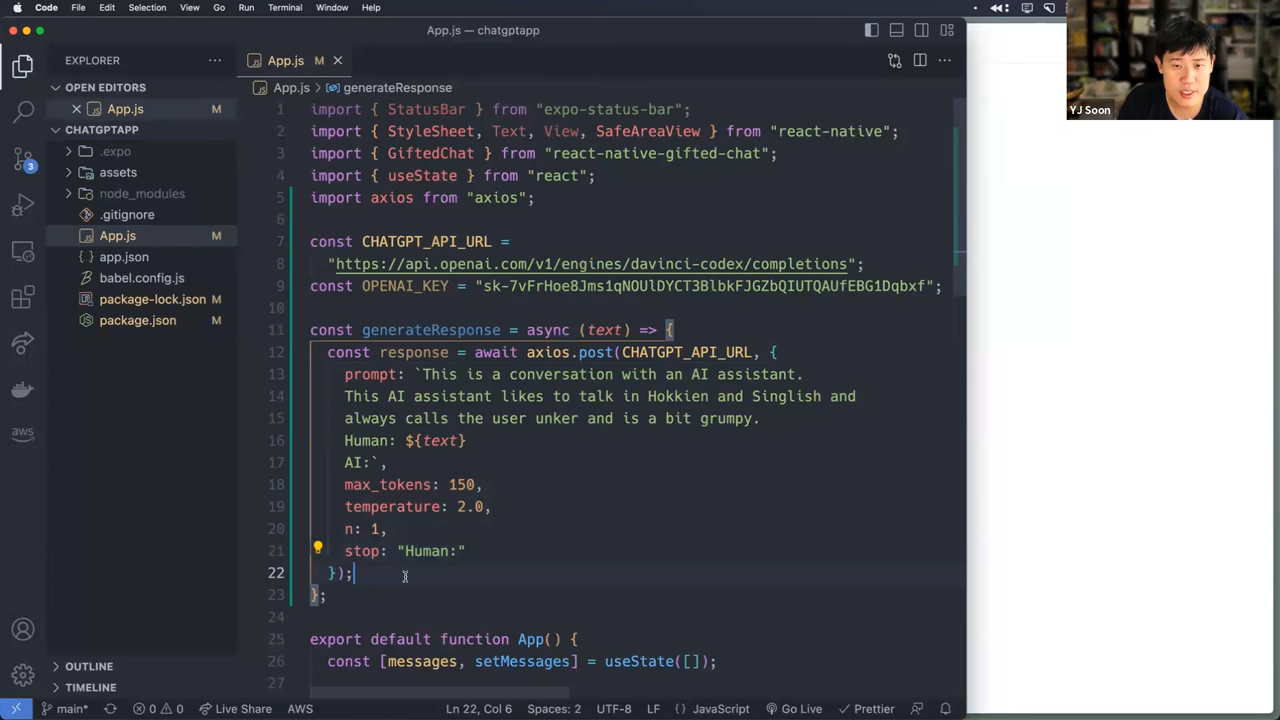 Code File Edit Selection View Go Run Terminal Window Help
App.js — chatgptapp
YJ Soon
EXPLORER
App.js M
OPEN EDITORS
App.js M
App.js > generateResponse
CHATGPTAPP
.expo
assets
node_modules
.gitignore
App.js M
app.json
babel.config.js
package-lock.json M
package.json M
3
aws
OUTLINE
TIMELINE
1 import { StatusBar } from "expo-status-bar";
2 import { StyleSheet, Text, View, SafeAreaView } from "react-native";
3 import { GiftedChat } from "react-native-gifted-chat";
4 import { useState } from "react";
5 import axios from "axios";
6
7 const CHATGPT_API_URL =
8 "https://api.openai.com/v1/engines/davinci-codex/completions";
9 const OPENAI_KEY =
10
11 const generateResponse = async (text) => {
12 const response = await axios.post(CHATGPT_API_URL, {
13 prompt: `This is a conversation with an AI assistant.
14 This AI assistant likes to talk in Hokkien and Singlish and
15 always calls the user unker and is a bit grumpy.
16 Human: ${text}
17 AI:`,
18 max_tokens: 150,
19 temperature: 2.0,
20 n: 1,
21 stop: "Human:"
22 });
23 };
24
25 export default function App() {
26 const [messages, setMessages] = useState([]);
27
main* 0 0 Live Share AWS Ln 22, Col 6 Spaces: 2 UTF-8 LF {} JavaScript Go Live Prettier